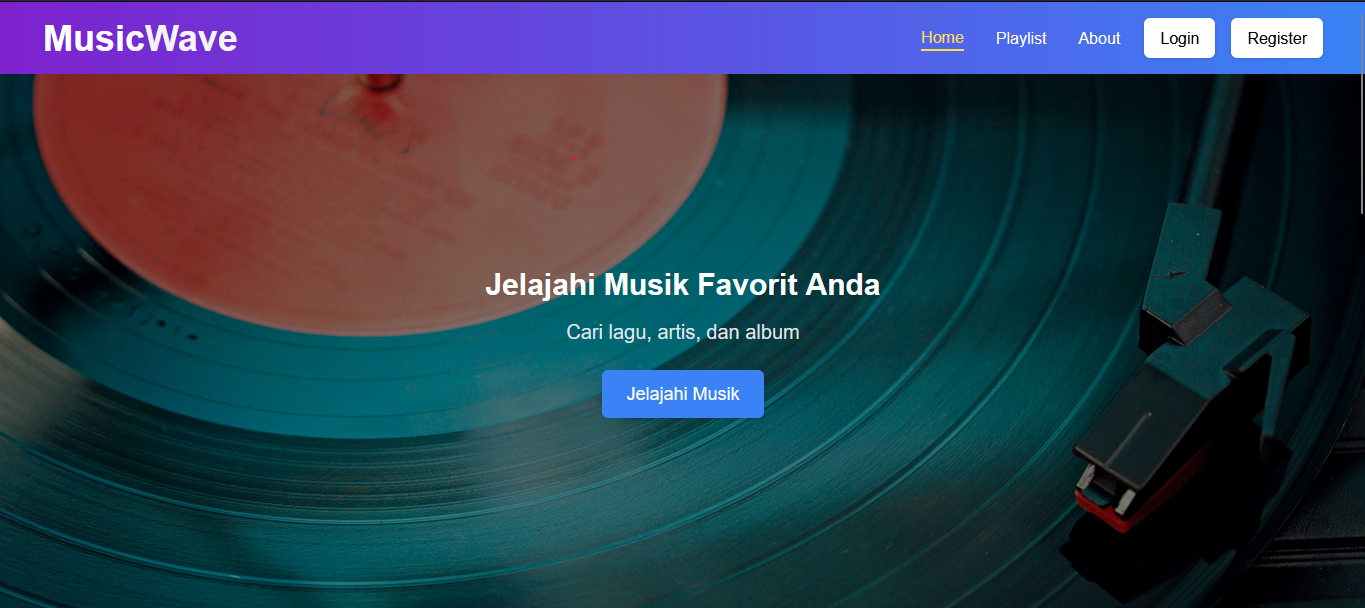 MusicWave
Home Playlist About Login Register
Jelajahi Musik Favorit Anda
Cari lagu, artis, dan album
Jelajahi Musik